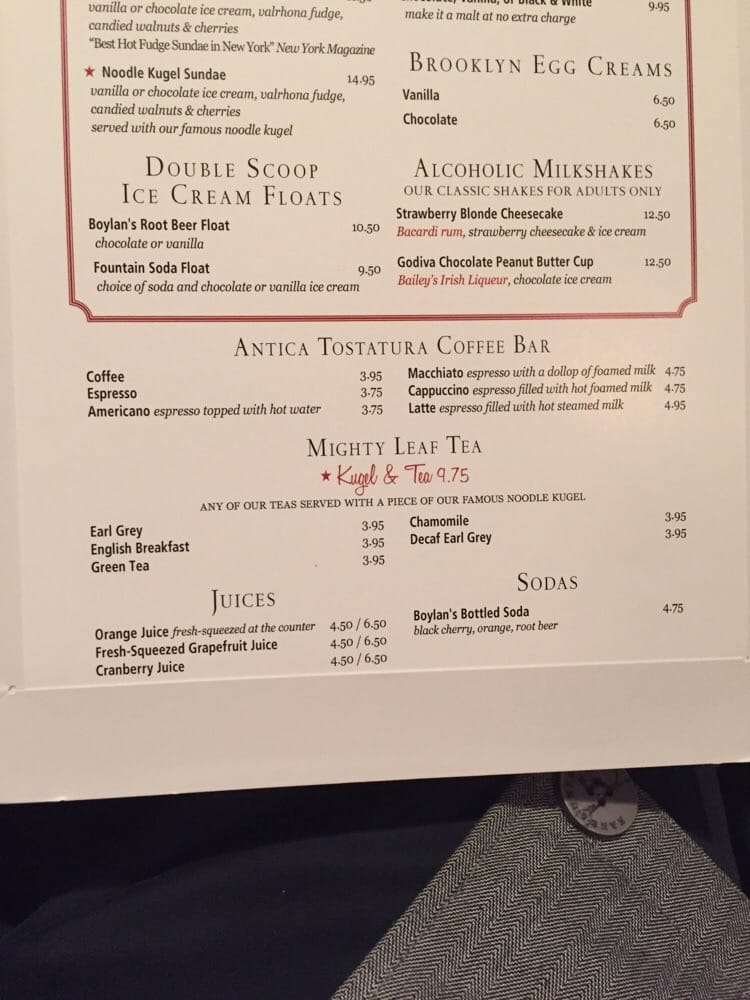 vanilla or chocolate ice cream, valrhona fudge,
candied walnuts & cherries
"Best Hot Fudge Sundae in New York" New York Magazine
★ Noodle Kugel Sundae 14.95
vanilla or chocolate ice cream, valrhona fudge,
candied walnuts & cherries
served with our famous noodle kugel
Double Scoop
Ice Cream Floats
Boylan's Root Beer Float 10.50
chocolate or vanilla
Fountain Soda Float 9.50
choice of soda and chocolate or vanilla ice cream
Vanilla, or Black & White 9.95
make it a malt at no extra charge
Brooklyn Egg Creams
Vanilla 6.50
Chocolate 6.50
Alcoholic Milkshakes
OUR CLASSIC SHAKES FOR ADULTS ONLY
Strawberry Blonde Cheesecake 12.50
Bacardi rum, strawberry cheesecake & ice cream
Godiva Chocolate Peanut Butter Cup 12.50
Bailey's Irish Liqueur, chocolate ice cream
Antica Tostatura Coffee Bar
Coffee 3.95
Espresso 3.75
Americano espresso topped with hot water 3.75
Macchiato espresso with a dollop of foamed milk 4.75
Cappuccino espresso filled with hot foamed milk 4.75
Latte espresso filled with hot steamed milk 4.95
Mighty Leaf Tea
★ Kugel & Tea 9.75
ANY OF OUR TEAS SERVED WITH A PIECE OF OUR FAMOUS NOODLE KUGEL
Earl Grey 3.95
English Breakfast 3.95
Green Tea 3.95
Chamomile 3.95
Decaf Earl Grey 3.95
Juices
Orange Juice fresh-squeezed at the counter 4.50 / 6.50
Fresh-Squeezed Grapefruit Juice 4.50 / 6.50
Cranberry Juice 4.50 / 6.50
Sodas
Boylan's Bottled Soda 4.75
black cherry, orange, root beer